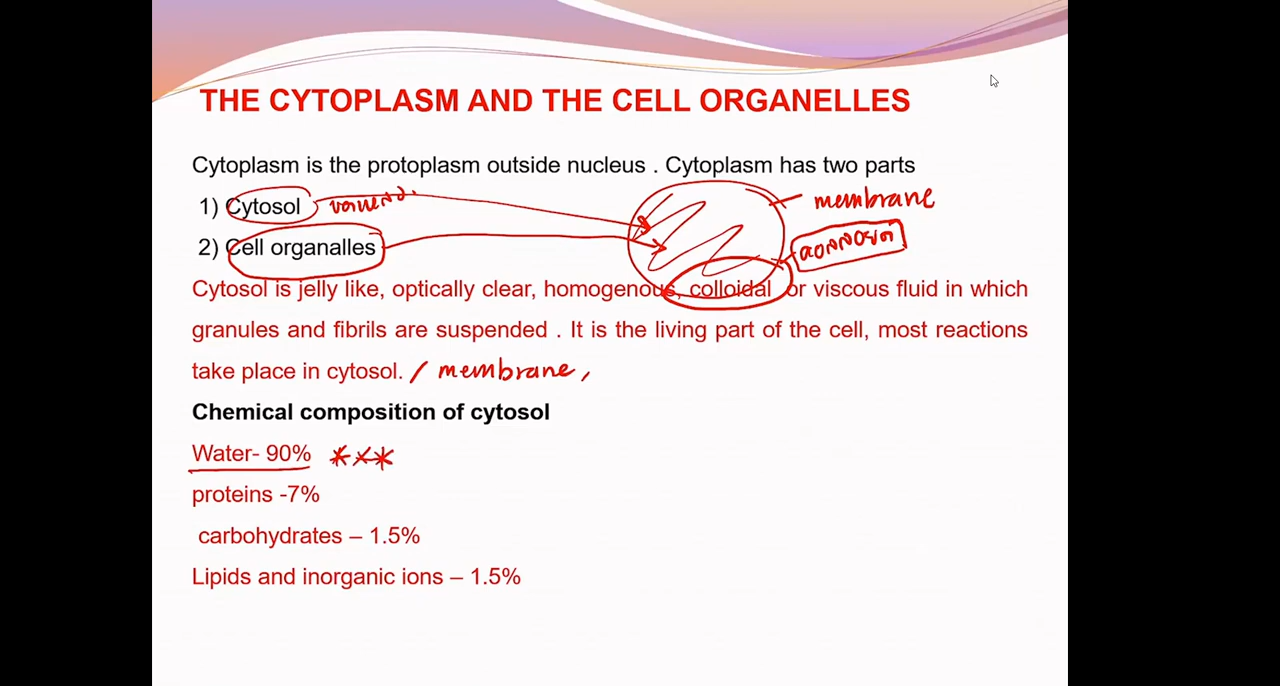 THE CYTOPLASM AND THE CELL ORGANELLES
Cytoplasm is the protoplasm outside nucleus . Cytoplasm has two parts
1) Cytosol
membrane
2) Cell organalles
Cytosol is jelly like, optically clear, homogenous, colloidal or viscous fluid in which
granules and fibrils are suspended . It is the living part of the cell, most reactions
take place in cytosol. / membrane,
Chemical composition of cytosol
Water- 90% ***
proteins -7%
carbohydrates – 1.5%
Lipids and inorganic ions – 1.5%